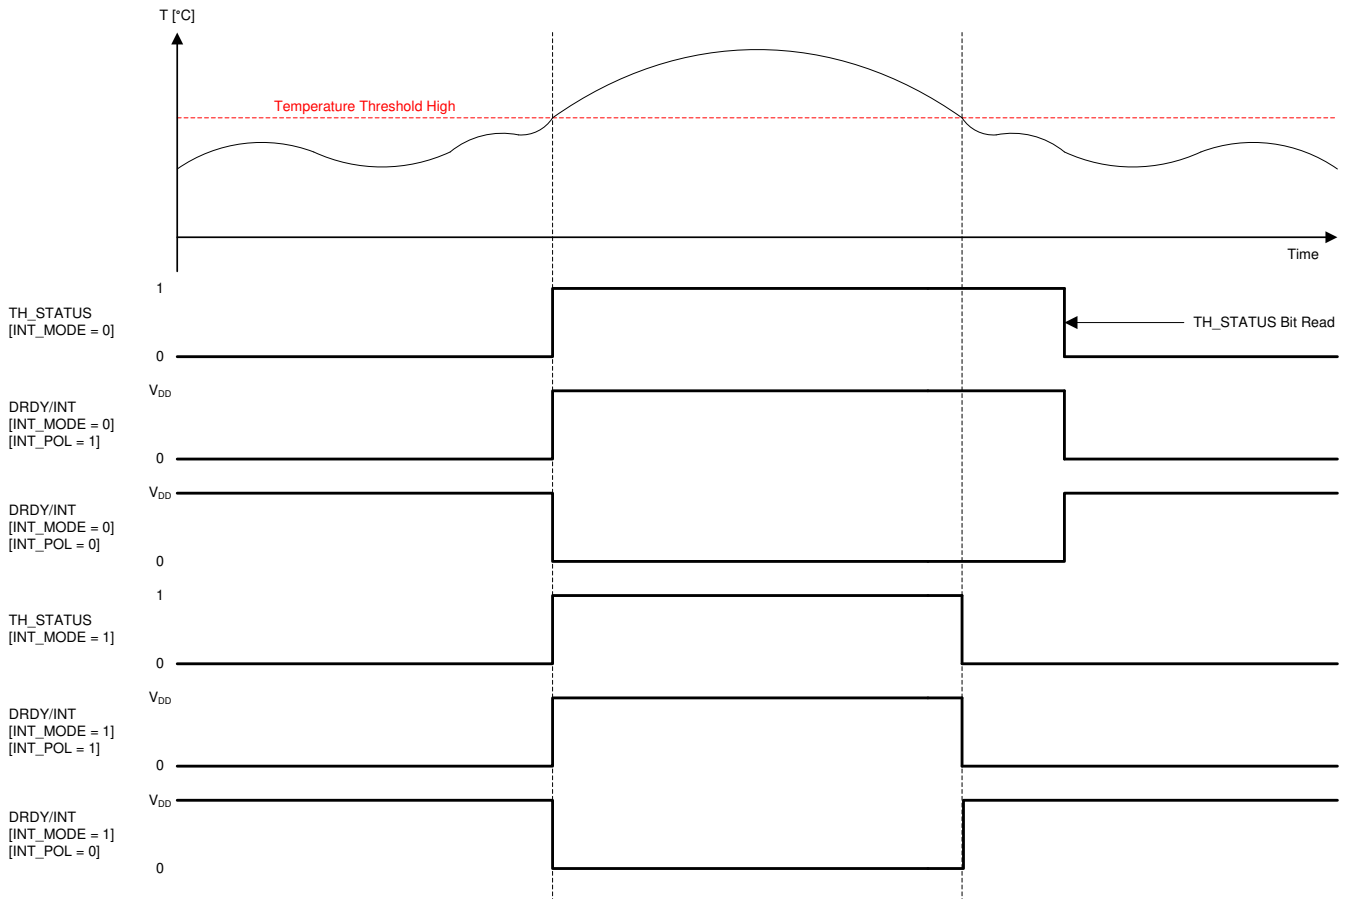 T [°C]
Temperature Threshold High
Time
1
TH_STATUS
[INT_MODE = 0]
TH_STATUS Bit Read
0
VDD
DRDY/INT
[INT_MODE = 0]
[INT_POL = 1]
0
VDD
DRDY/INT
[INT_MODE = 0]
[INT_POL = 0]
0
1
TH_STATUS
[INT_MODE = 1]
0
VDD
DRDY/INT
[INT_MODE = 1]
[INT_POL = 1]
0
VDD
DRDY/INT
[INT_MODE = 1]
[INT_POL = 0]
0